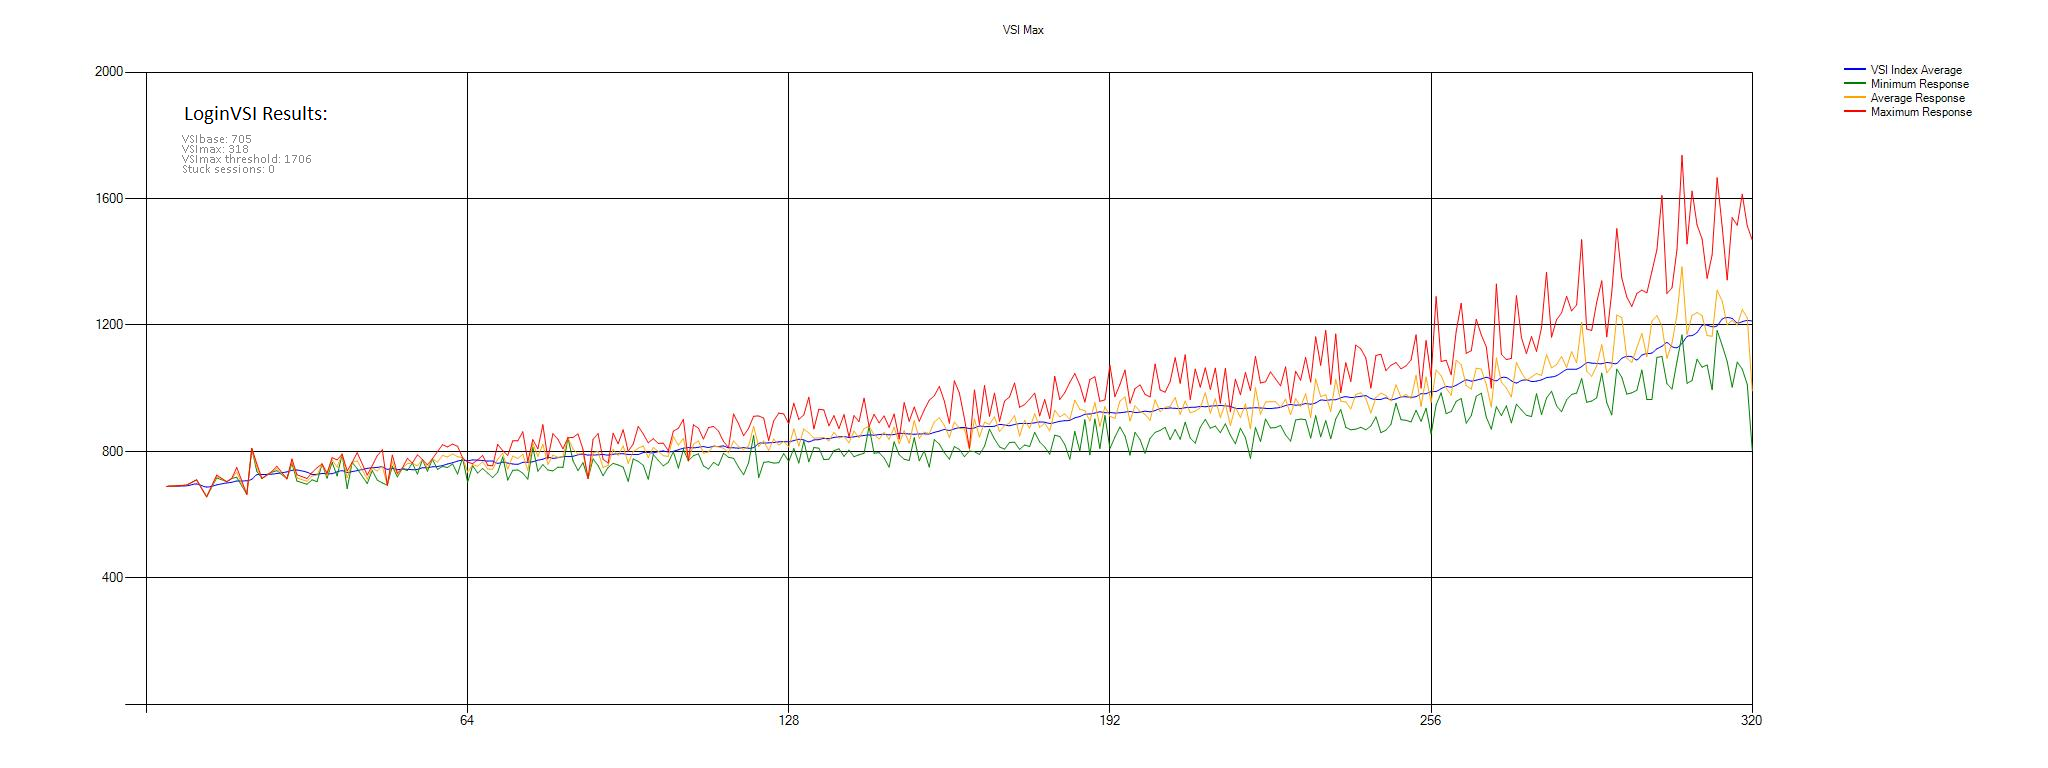 VSI Max
2000
1600
1200
800
400
64
128
192
256
320
LoginVSI Results:
VSIbase: 705
VSImax: 318
VSImax threshold: 1706
Stuck sessions: 0
VSI Index Average
Minimum Response
Average Response
Maximum Response